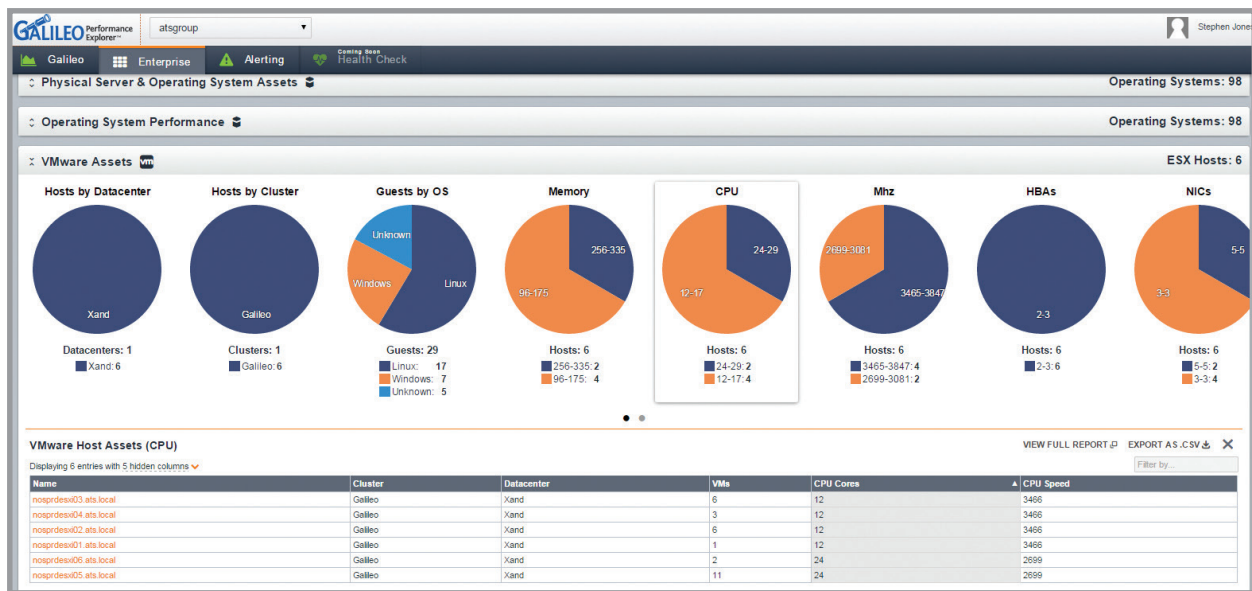 GALILEO Performance Explorer™ atsgroup Stephen Jone
Galileo Enterprise Alerting Coming Soon Health Check
Physical Server & Operating System Assets Operating Systems: 98
Operating System Performance Operating Systems: 98
VMware Assets vm ESX Hosts: 6
Hosts by Datacenter Hosts by Cluster Guests by OS Memory CPU Mhz HBAs NICs
Unknown Windows Linux 256-335 96-175 24-29 12-17 2699-3081 3465-3847 5-5 3-3
Xand Galileo 2-3
Datacenters: 1 Clusters: 1 Guests: 29 Hosts: 6 Hosts: 6 Hosts: 6 Hosts: 6 Hosts: 6
Xand: 6 Galileo: 6 Linux: 17 256-335: 2 24-29: 2 3465-3847: 4 2-3: 6 5-5: 2
Windows: 7 96-175: 4 12-17: 4 2699-3081: 2 3-3: 4
Unknown: 5
VMware Host Assets (CPU) VIEW FULL REPORT EXPORT AS .CSV
Displaying 6 entries with 5 hidden columns Filter by...
Name Cluster Datacenter VMs CPU Cores CPU Speed
nosprdesxi03.ats.local Galileo Xand 6 12 3466
nosprdesxi04.ats.local Galileo Xand 3 12 3466
nosprdesxi02.ats.local Galileo Xand 6 12 3466
nosprdesxi01.ats.local Galileo Xand 1 12 3466
nosprdesxi06.ats.local Galileo Xand 2 24 2699
nosprdesxi05.ats.local Galileo Xand 11 24 2699